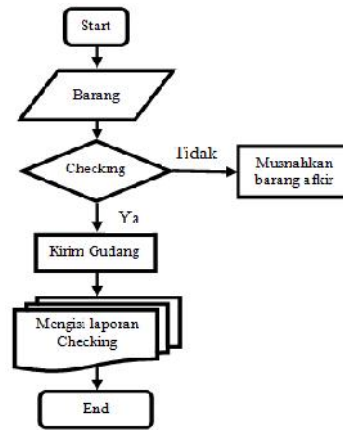 Start
Barang
Checking
Tidak
Musnahkan
barang afkir
Ya
Kirim Gudang
Mengisi laporan
Checking
End